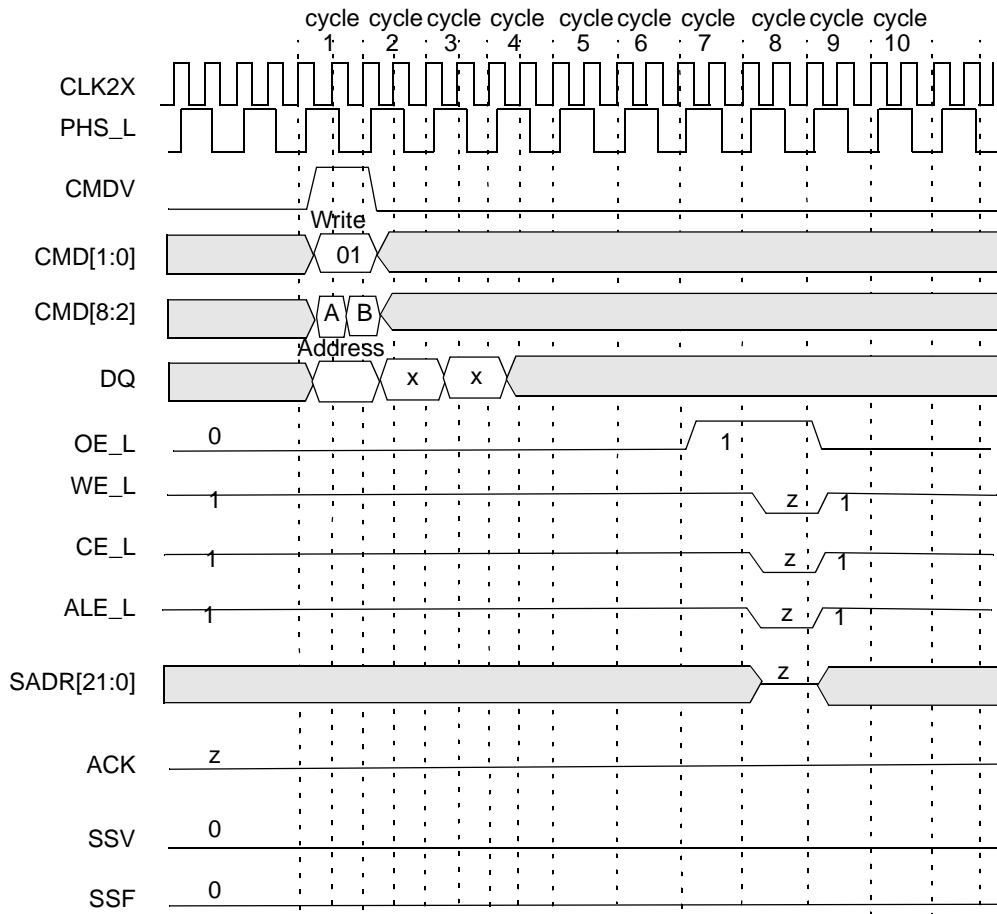 cycle cycle cycle cycle cycle cycle cycle cycle cycle cycle
1 2 3 4 5 6 7 8 9 10
CLK2X
PHS_L
CMDV
Write
CMD[1:0] 01
CMD[8:2] A B
Address
DQ x x
OE_L 0 1
WE_L 1 z 1
CE_L 1 z 1
ALE_L 1 z 1
SADR[21:0] z
ACK z
SSV 0
SSF 0